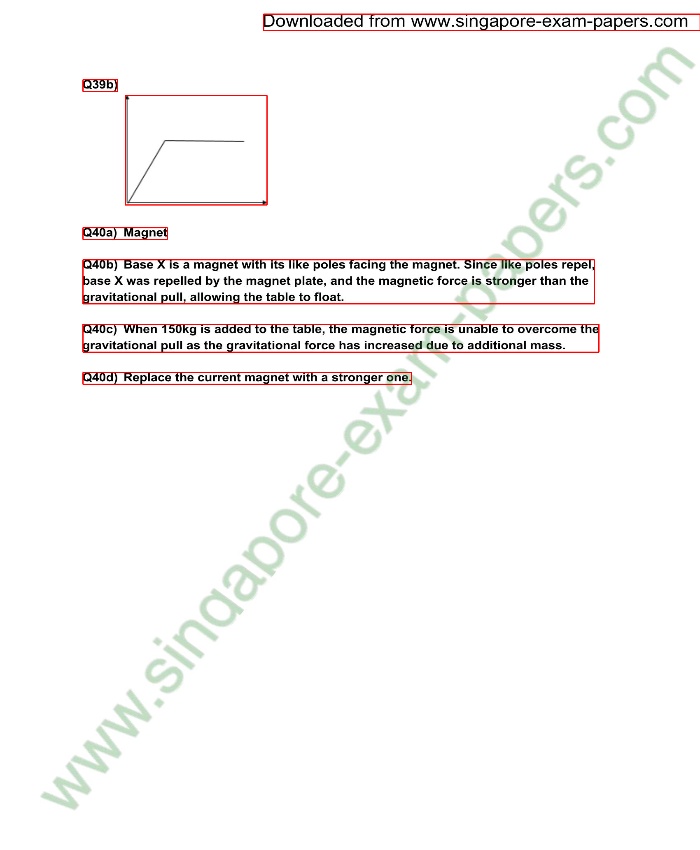 Downloaded from www.singapore-exam-papers.com
Q39b)
Q40a) Magnet
Q40b) Base X is a magnet with its like poles facing the magnet. Since like poles repel,
base X was repelled by the magnet plate, and the magnetic force is stronger than the
gravitational pull, allowing the table to float.
Q40c) When 150kg is added to the table, the magnetic force is unable to overcome the
gravitational pull as the gravitational force has increased due to additional mass.
Q40d) Replace the current magnet with a stronger one.
www.singapore-exam-papers.com